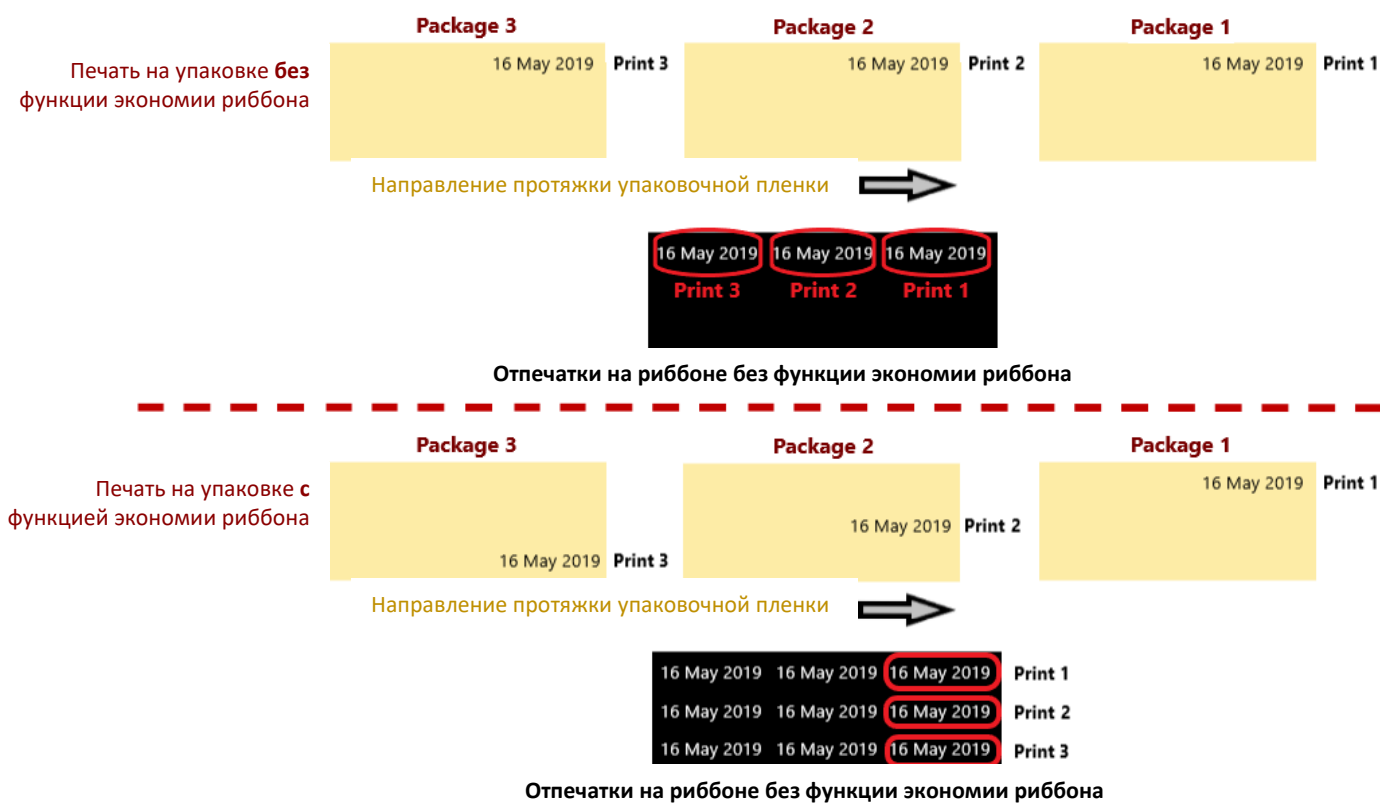 Package 3 Package 2 Package 1
Печать на упаковке без
функции экономии риббона
16 May 2019 Print 3 16 May 2019 Print 2 16 May 2019 Print 1
Направление протяжки упаковочной пленки
16 May 2019 16 May 2019 16 May 2019
Print 3 Print 2 Print 1
Отпечатки на риббоне без функции экономии риббона
Package 3 Package 2 Package 1
Печать на упаковке с
функцией экономии риббона
16 May 2019 Print 1
16 May 2019 Print 2
16 May 2019 Print 3
Направление протяжки упаковочной пленки
16 May 2019 16 May 2019 16 May 2019 Print 1
16 May 2019 16 May 2019 16 May 2019 Print 2
16 May 2019 16 May 2019 16 May 2019 Print 3
Отпечатки на риббоне без функции экономии риббона